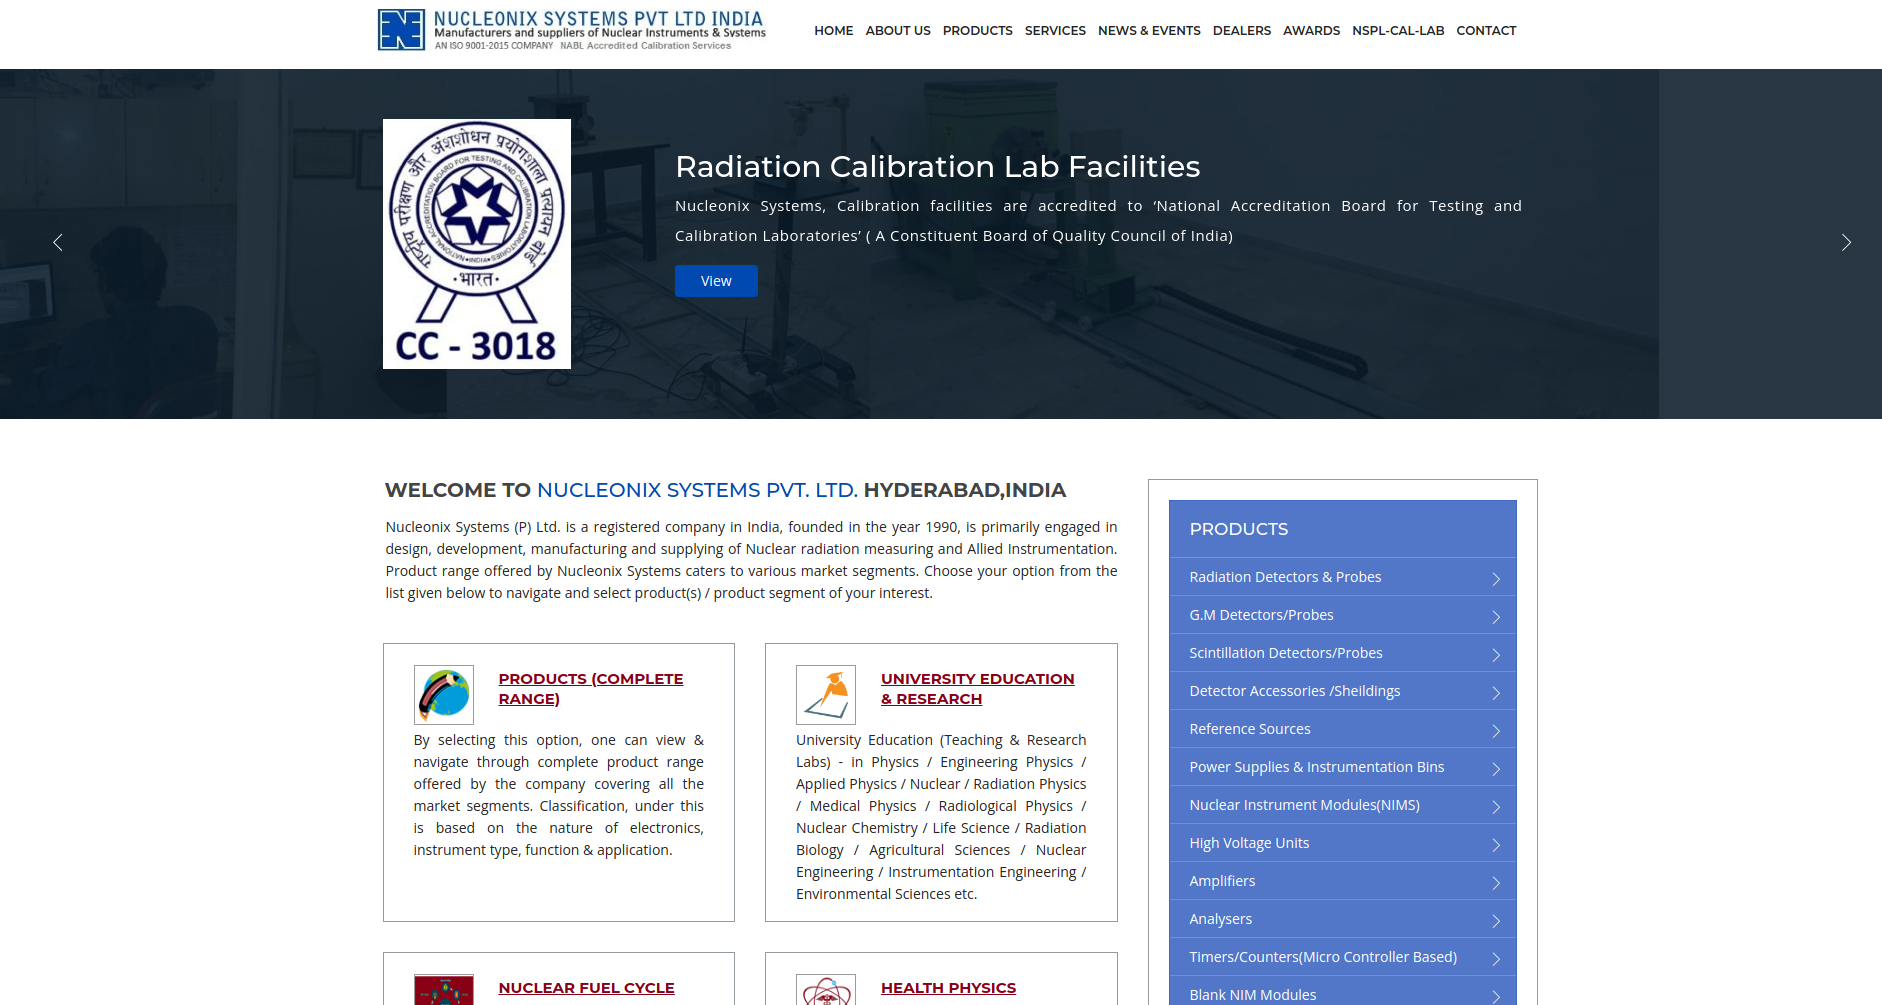 NUCLEONIX SYSTEMS PVT LTD INDIA
Manufacturers and suppliers of Nuclear Instruments & Systems
AN ISO 9001-2015 COMPANY NABL Accredited Calibration Services
HOME ABOUT US PRODUCTS SERVICES NEWS & EVENTS DEALERS AWARDS NSPL-CAL-LAB CONTACT
राष्ट्रीय परीक्षण और अंशशोधन प्रयोगशाला प्रत्यायन बोर्ड
NATIONAL ACCREDITATION BOARD FOR TESTING AND CALIBRATION LABORATORIES
INDIA
भारत
CC - 3018
Radiation Calibration Lab Facilities
Nucleonix Systems, Calibration facilities are accredited to ‘National Accreditation Board for Testing and
Calibration Laboratories’ ( A Constituent Board of Quality Council of India)
View
WELCOME TO NUCLEONIX SYSTEMS PVT. LTD. HYDERABAD,INDIA
Nucleonix Systems (P) Ltd. is a registered company in India, founded in the year 1990, is primarily engaged in
design, development, manufacturing and supplying of Nuclear radiation measuring and Allied Instrumentation.
Product range offered by Nucleonix Systems caters to various market segments. Choose your option from the
list given below to navigate and select product(s) / product segment of your interest.
PRODUCTS (COMPLETE
RANGE)
By selecting this option, one can view &
navigate through complete product range
offered by the company covering all the
market segments. Classification, under this
is based on the nature of electronics,
instrument type, function & application.
UNIVERSITY EDUCATION
& RESEARCH
University Education (Teaching & Research
Labs) - in Physics / Engineering Physics /
Applied Physics / Nuclear / Radiation Physics
/ Medical Physics / Radiological Physics /
Nuclear Chemistry / Life Science / Radiation
Biology / Agricultural Sciences / Nuclear
Engineering / Instrumentation Engineering /
Environmental Sciences etc.
NUCLEAR FUEL CYCLE
HEALTH PHYSICS
PRODUCTS
Radiation Detectors & Probes
G.M Detectors/Probes
Scintillation Detectors/Probes
Detector Accessories /Sheildings
Reference Sources
Power Supplies & Instrumentation Bins
Nuclear Instrument Modules(NIMS)
High Voltage Units
Amplifiers
Analysers
Timers/Counters(Micro Controller Based)
Blank NIM Modules